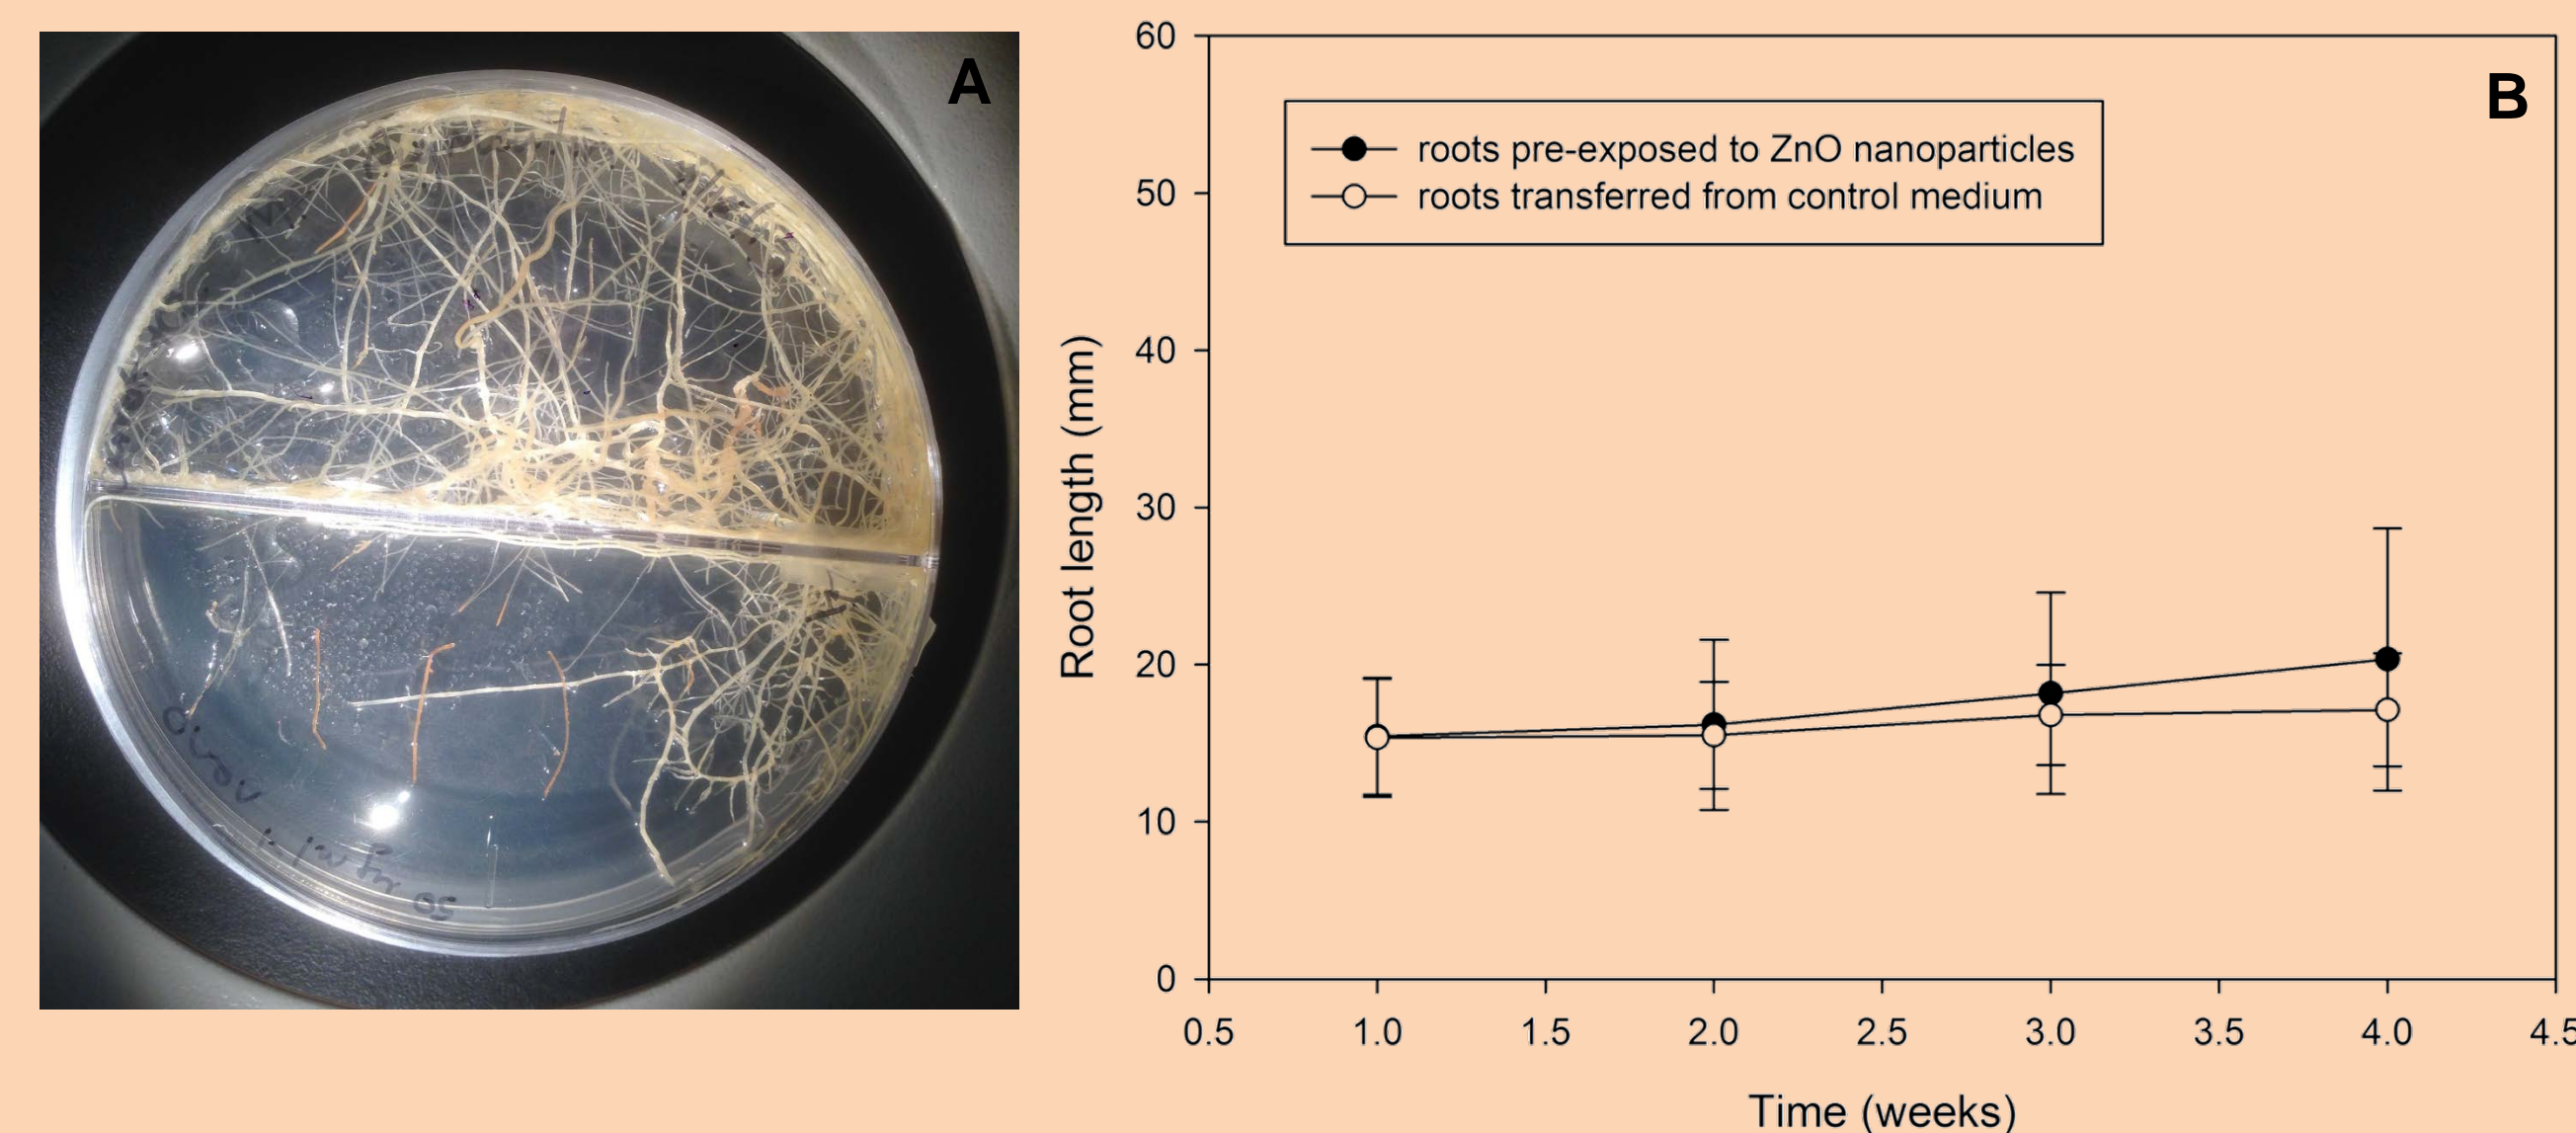 A
B
roots pre-exposed to ZnO nanoparticles
roots transferred from control medium
Root length (mm)
60
50
40
30
20
10
0
0.5 1.0 1.5 2.0 2.5 3.0 3.5 4.0 4.5
Time (weeks)